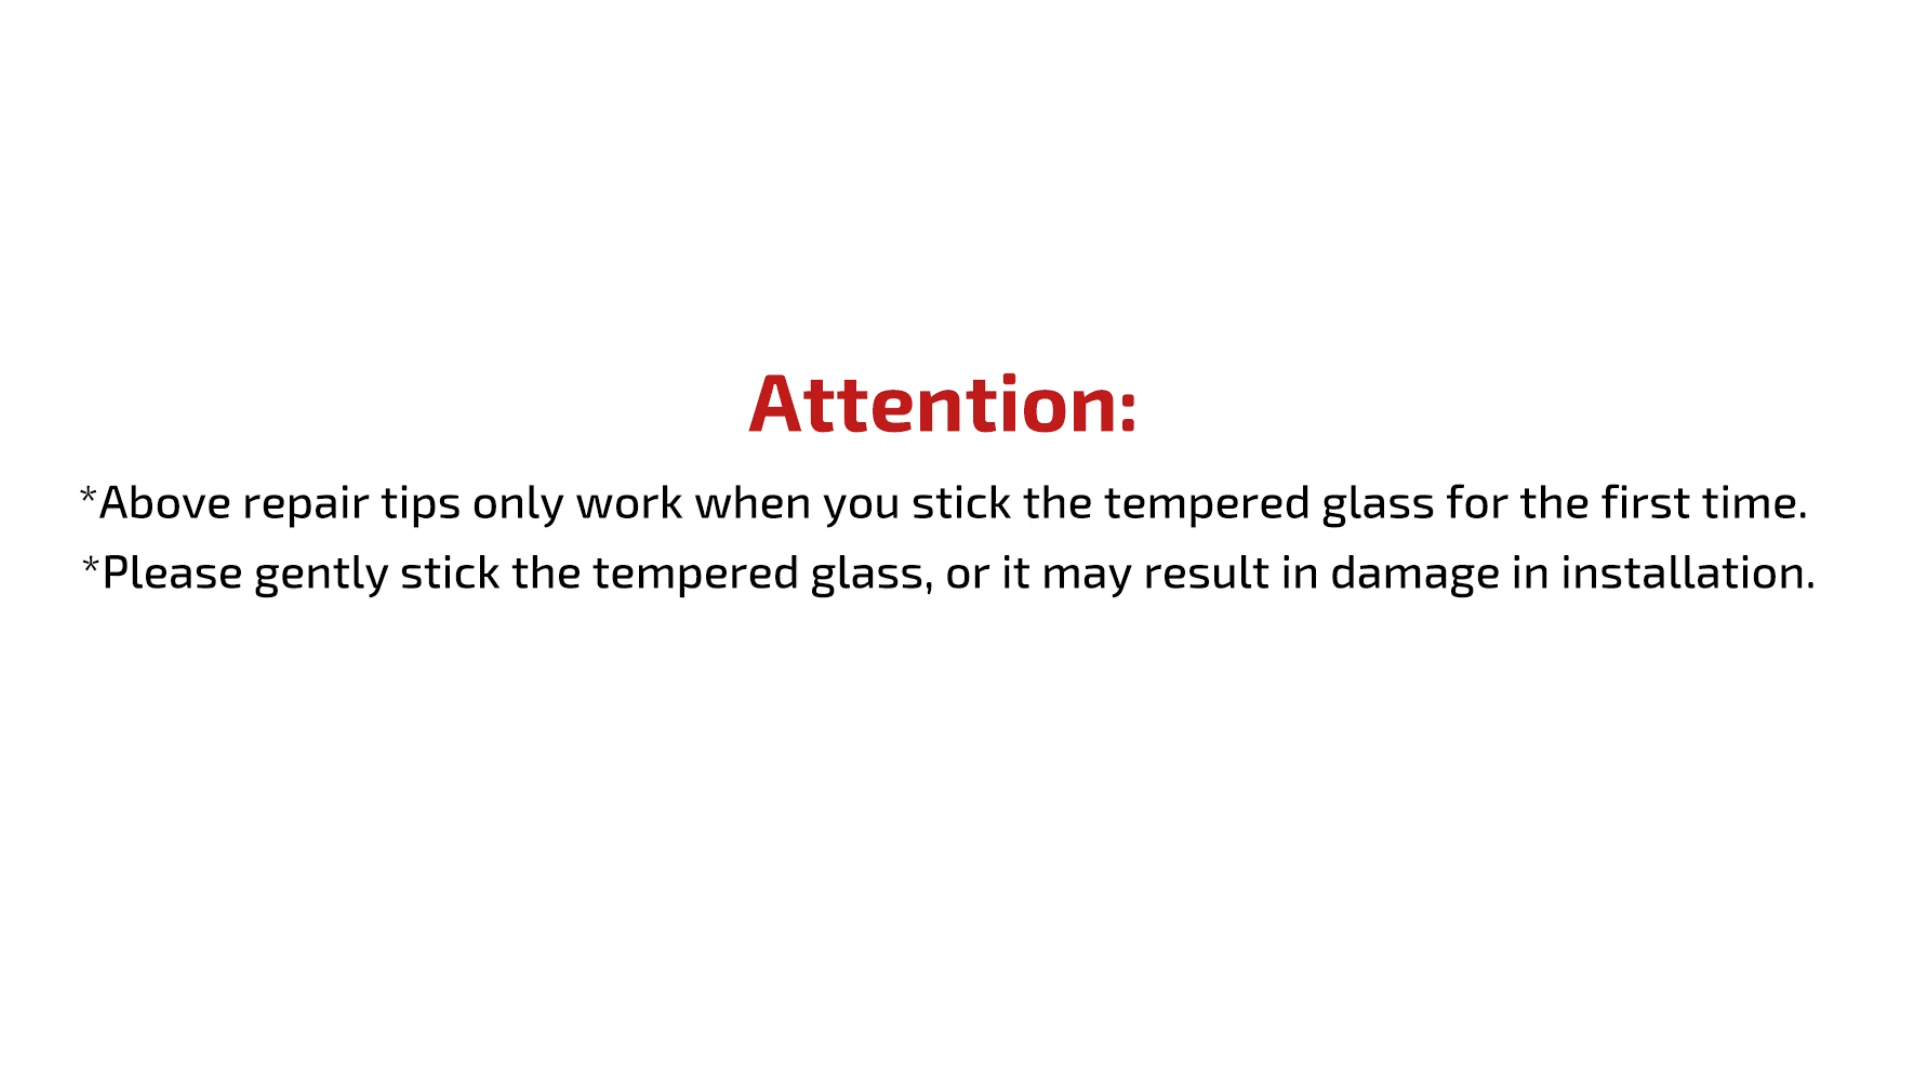 Attention:
*Above repair tips only work when you stick the tempered glass for the first time.
*Please gently stick the tempered glass, or it may result in damage in installation.